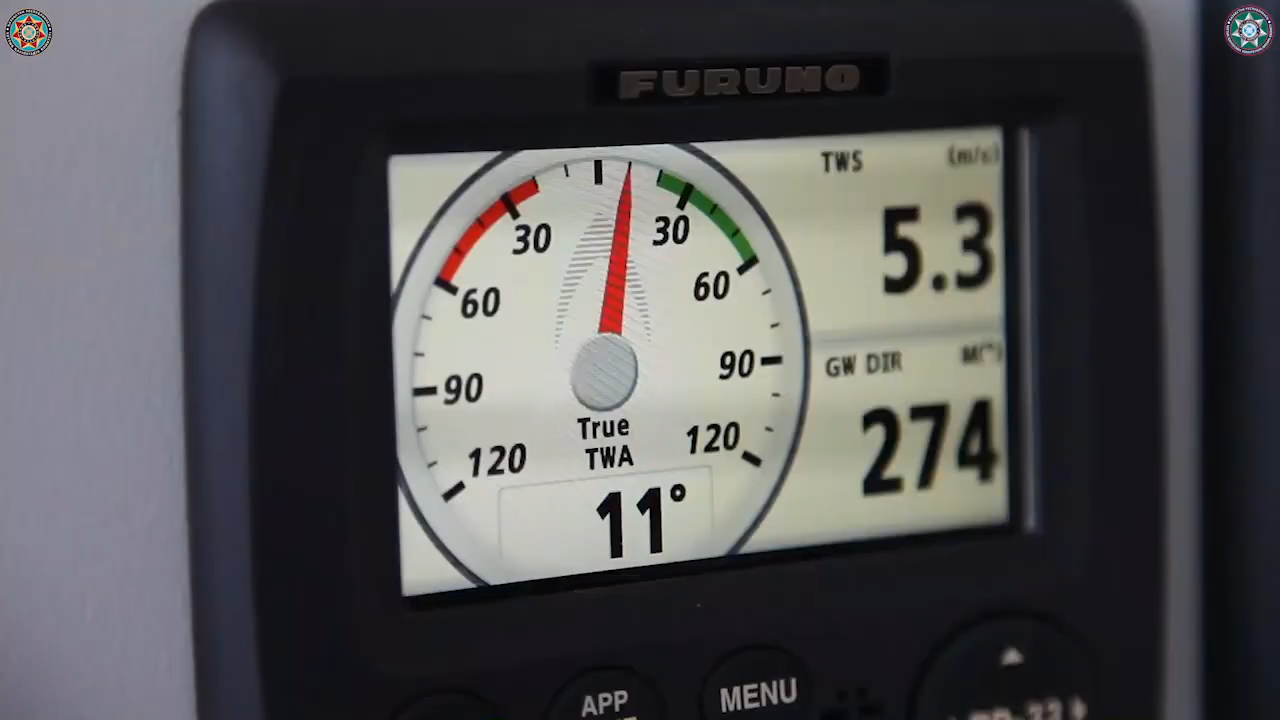 FURUNO
TWS (m/s)
5.3
30 30
60 60
90 90
120 120
True
TWA
11°
GW DIR M(°)
274
APP
MENU